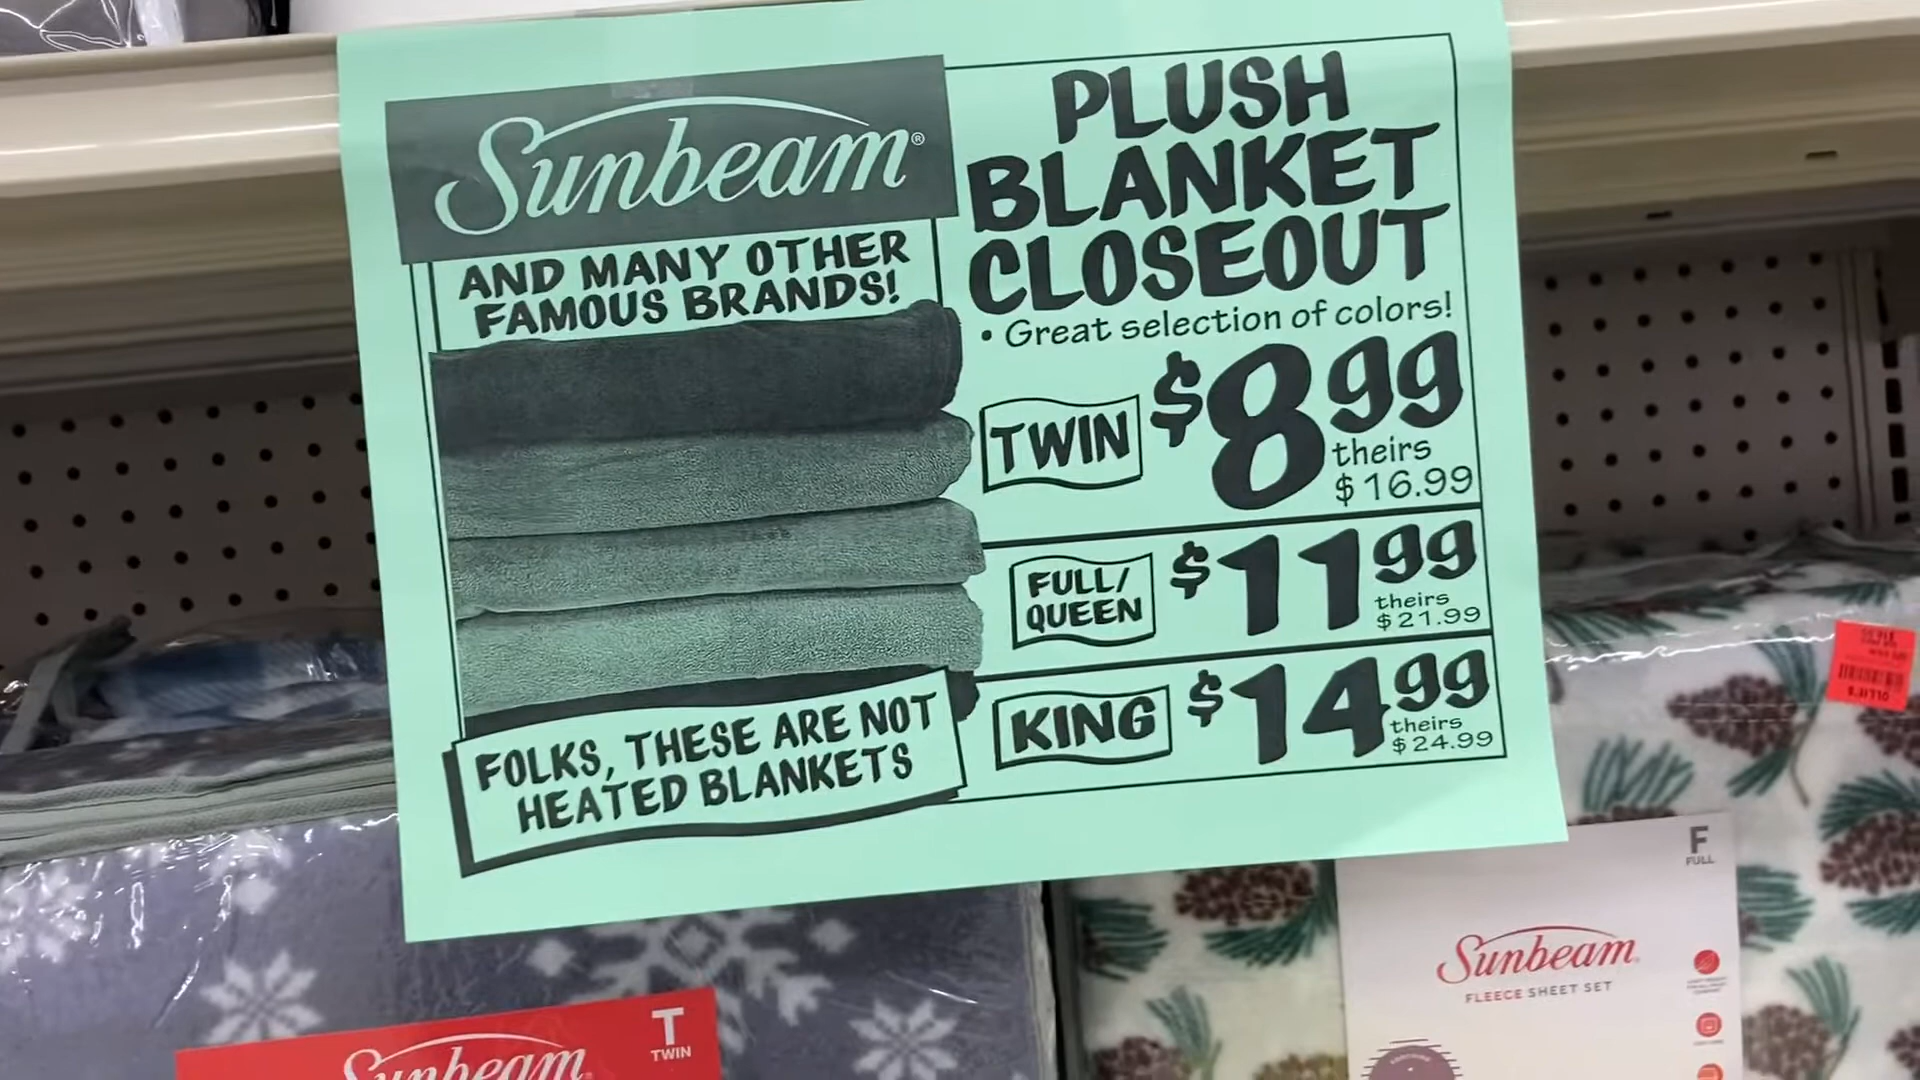 Sunbeam®
AND MANY OTHER
FAMOUS BRANDS!
FOLKS, THESE ARE NOT
HEATED BLANKETS
PLUSH
BLANKET
CLOSEOUT
• Great selection of colors!
TWIN $8.99
theirs
$16.99
FULL/
QUEEN
$11.99
theirs
$21.99
KING $14.99
theirs
$24.99
F
FULL
Sunbeam
FLEECE SHEET SET
T
TWIN
Sunbeam